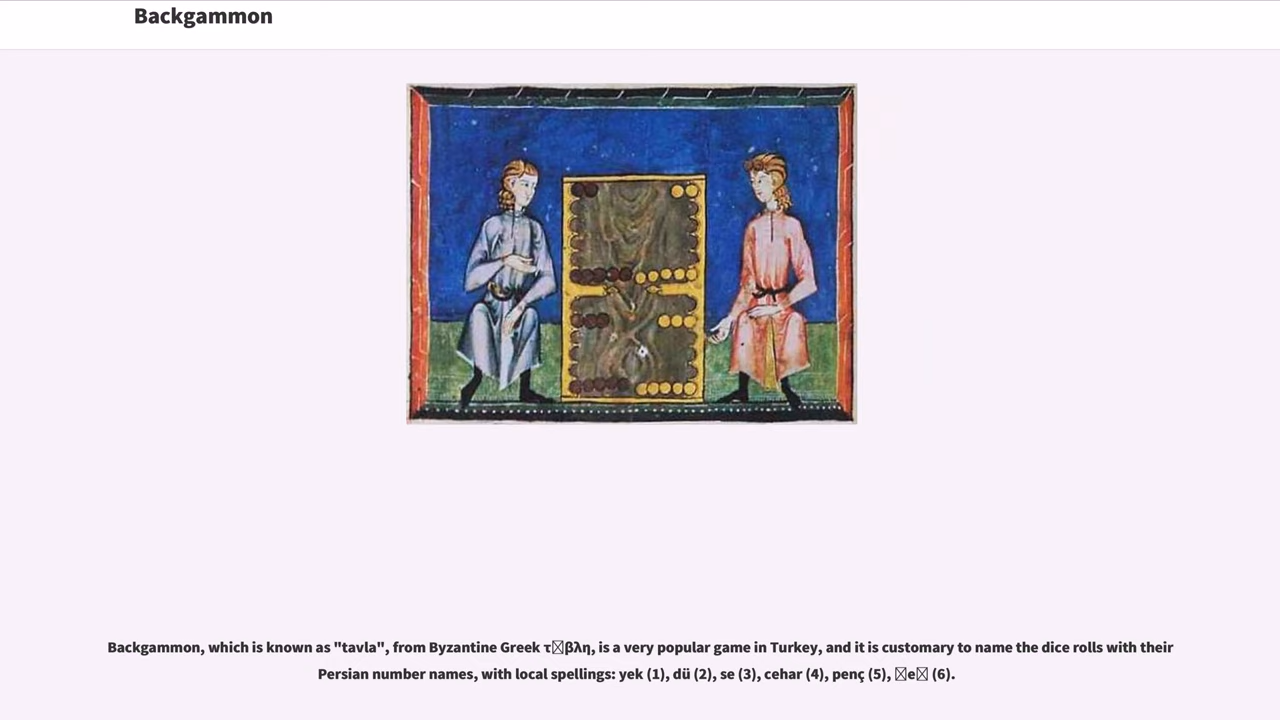 Backgammon
Backgammon, which is known as "tavla", from Byzantine Greek τ□βλη, is a very popular game in Turkey, and it is customary to name the dice rolls with their
Persian number names, with local spellings: yek (1), dü (2), se (3), cehar (4), penç (5), □e□ (6).